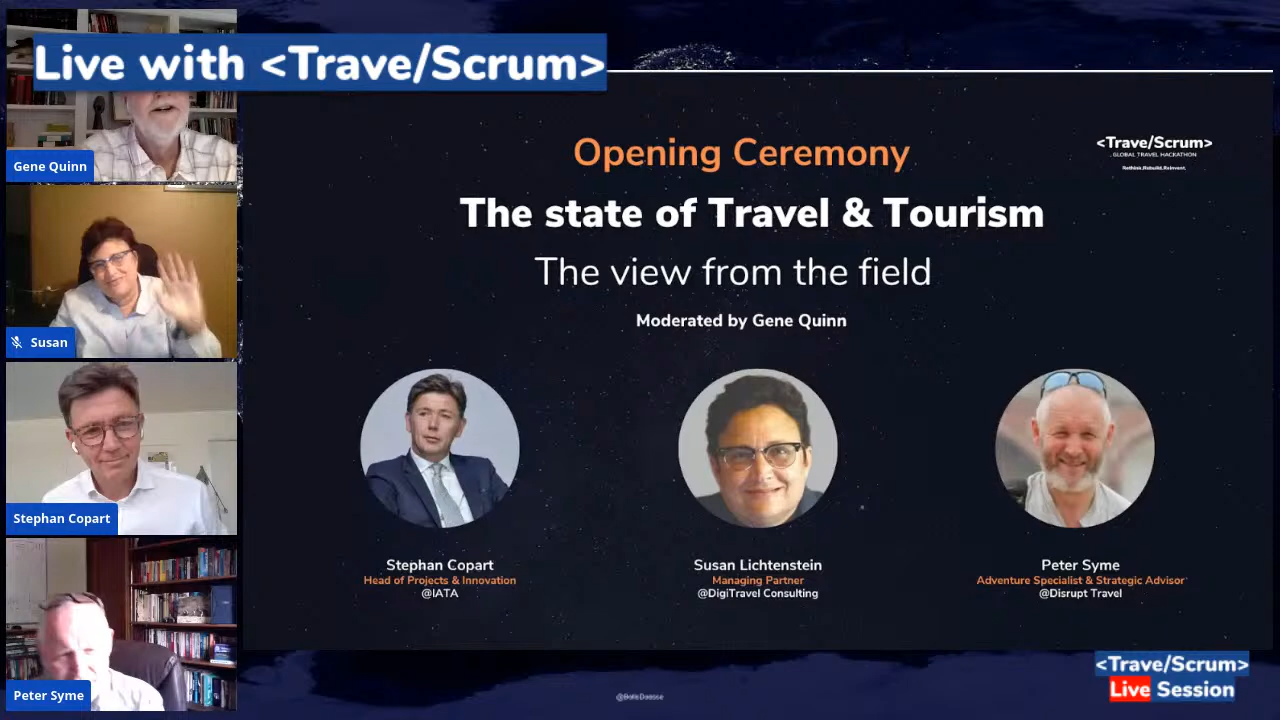 Live with <Trave/Scrum>
Gene Quinn
Susan
Stephan Copart
Peter Syme
Opening Ceremony
The state of Travel & Tourism
The view from the field
Moderated by Gene Quinn
<Trave/Scrum>
GLOBAL TRAVEL HACKATHON
Rethink.Rebuild.Reinvent.
Stephan Copart
Head of Projects & Innovation
@IATA
Susan Lichtenstein
Managing Partner
@DigiTravel Consulting
Peter Syme
Adventure Specialist & Strategic Advisor
@Disrupt Travel
<Trave/Scrum>
Live Session